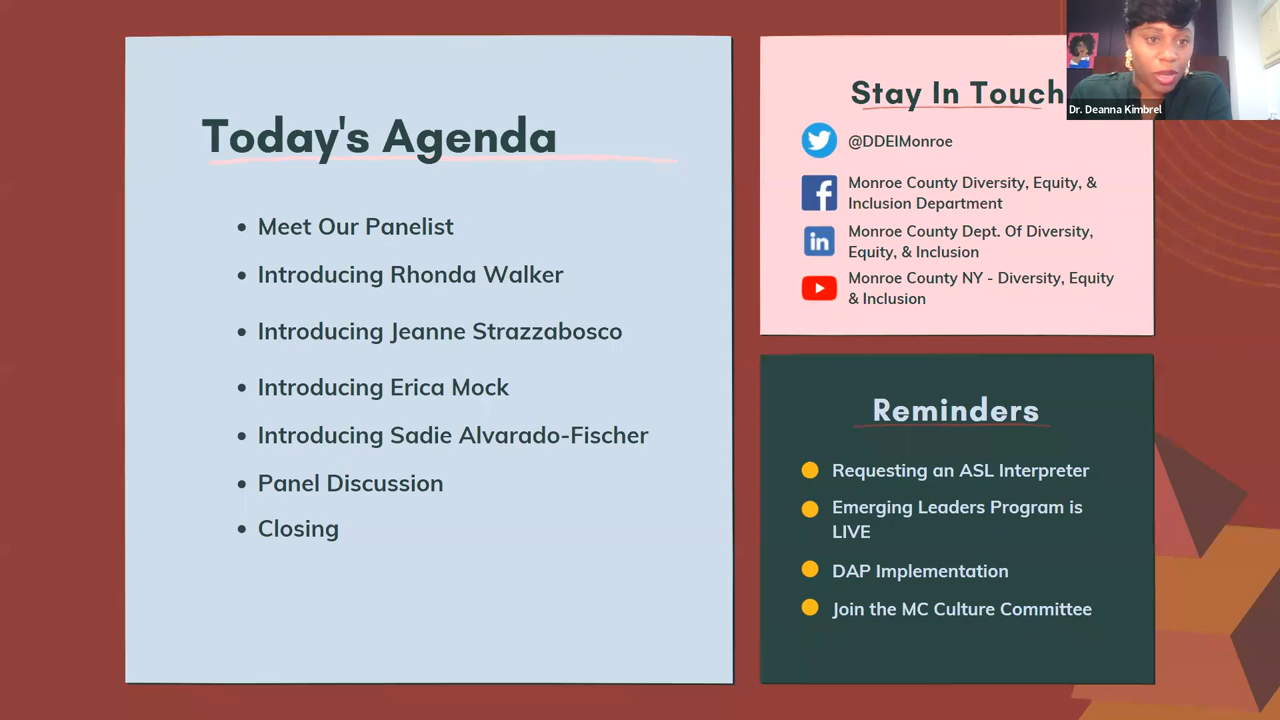 Today's Agenda
Meet Our Panelist
Introducing Rhonda Walker
Introducing Jeanne Strazzabosco
Introducing Erica Mock
Introducing Sadie Alvarado-Fischer
Panel Discussion
Closing
Stay In Touch
@DDEIMonroe
Monroe County Diversity, Equity, &
Inclusion Department
Monroe County Dept. Of Diversity,
Equity, & Inclusion
Monroe County NY - Diversity, Equity
& Inclusion
Dr. Deanna Kimbrel
Reminders
Requesting an ASL Interpreter
Emerging Leaders Program is
LIVE
DAP Implementation
Join the MC Culture Committee